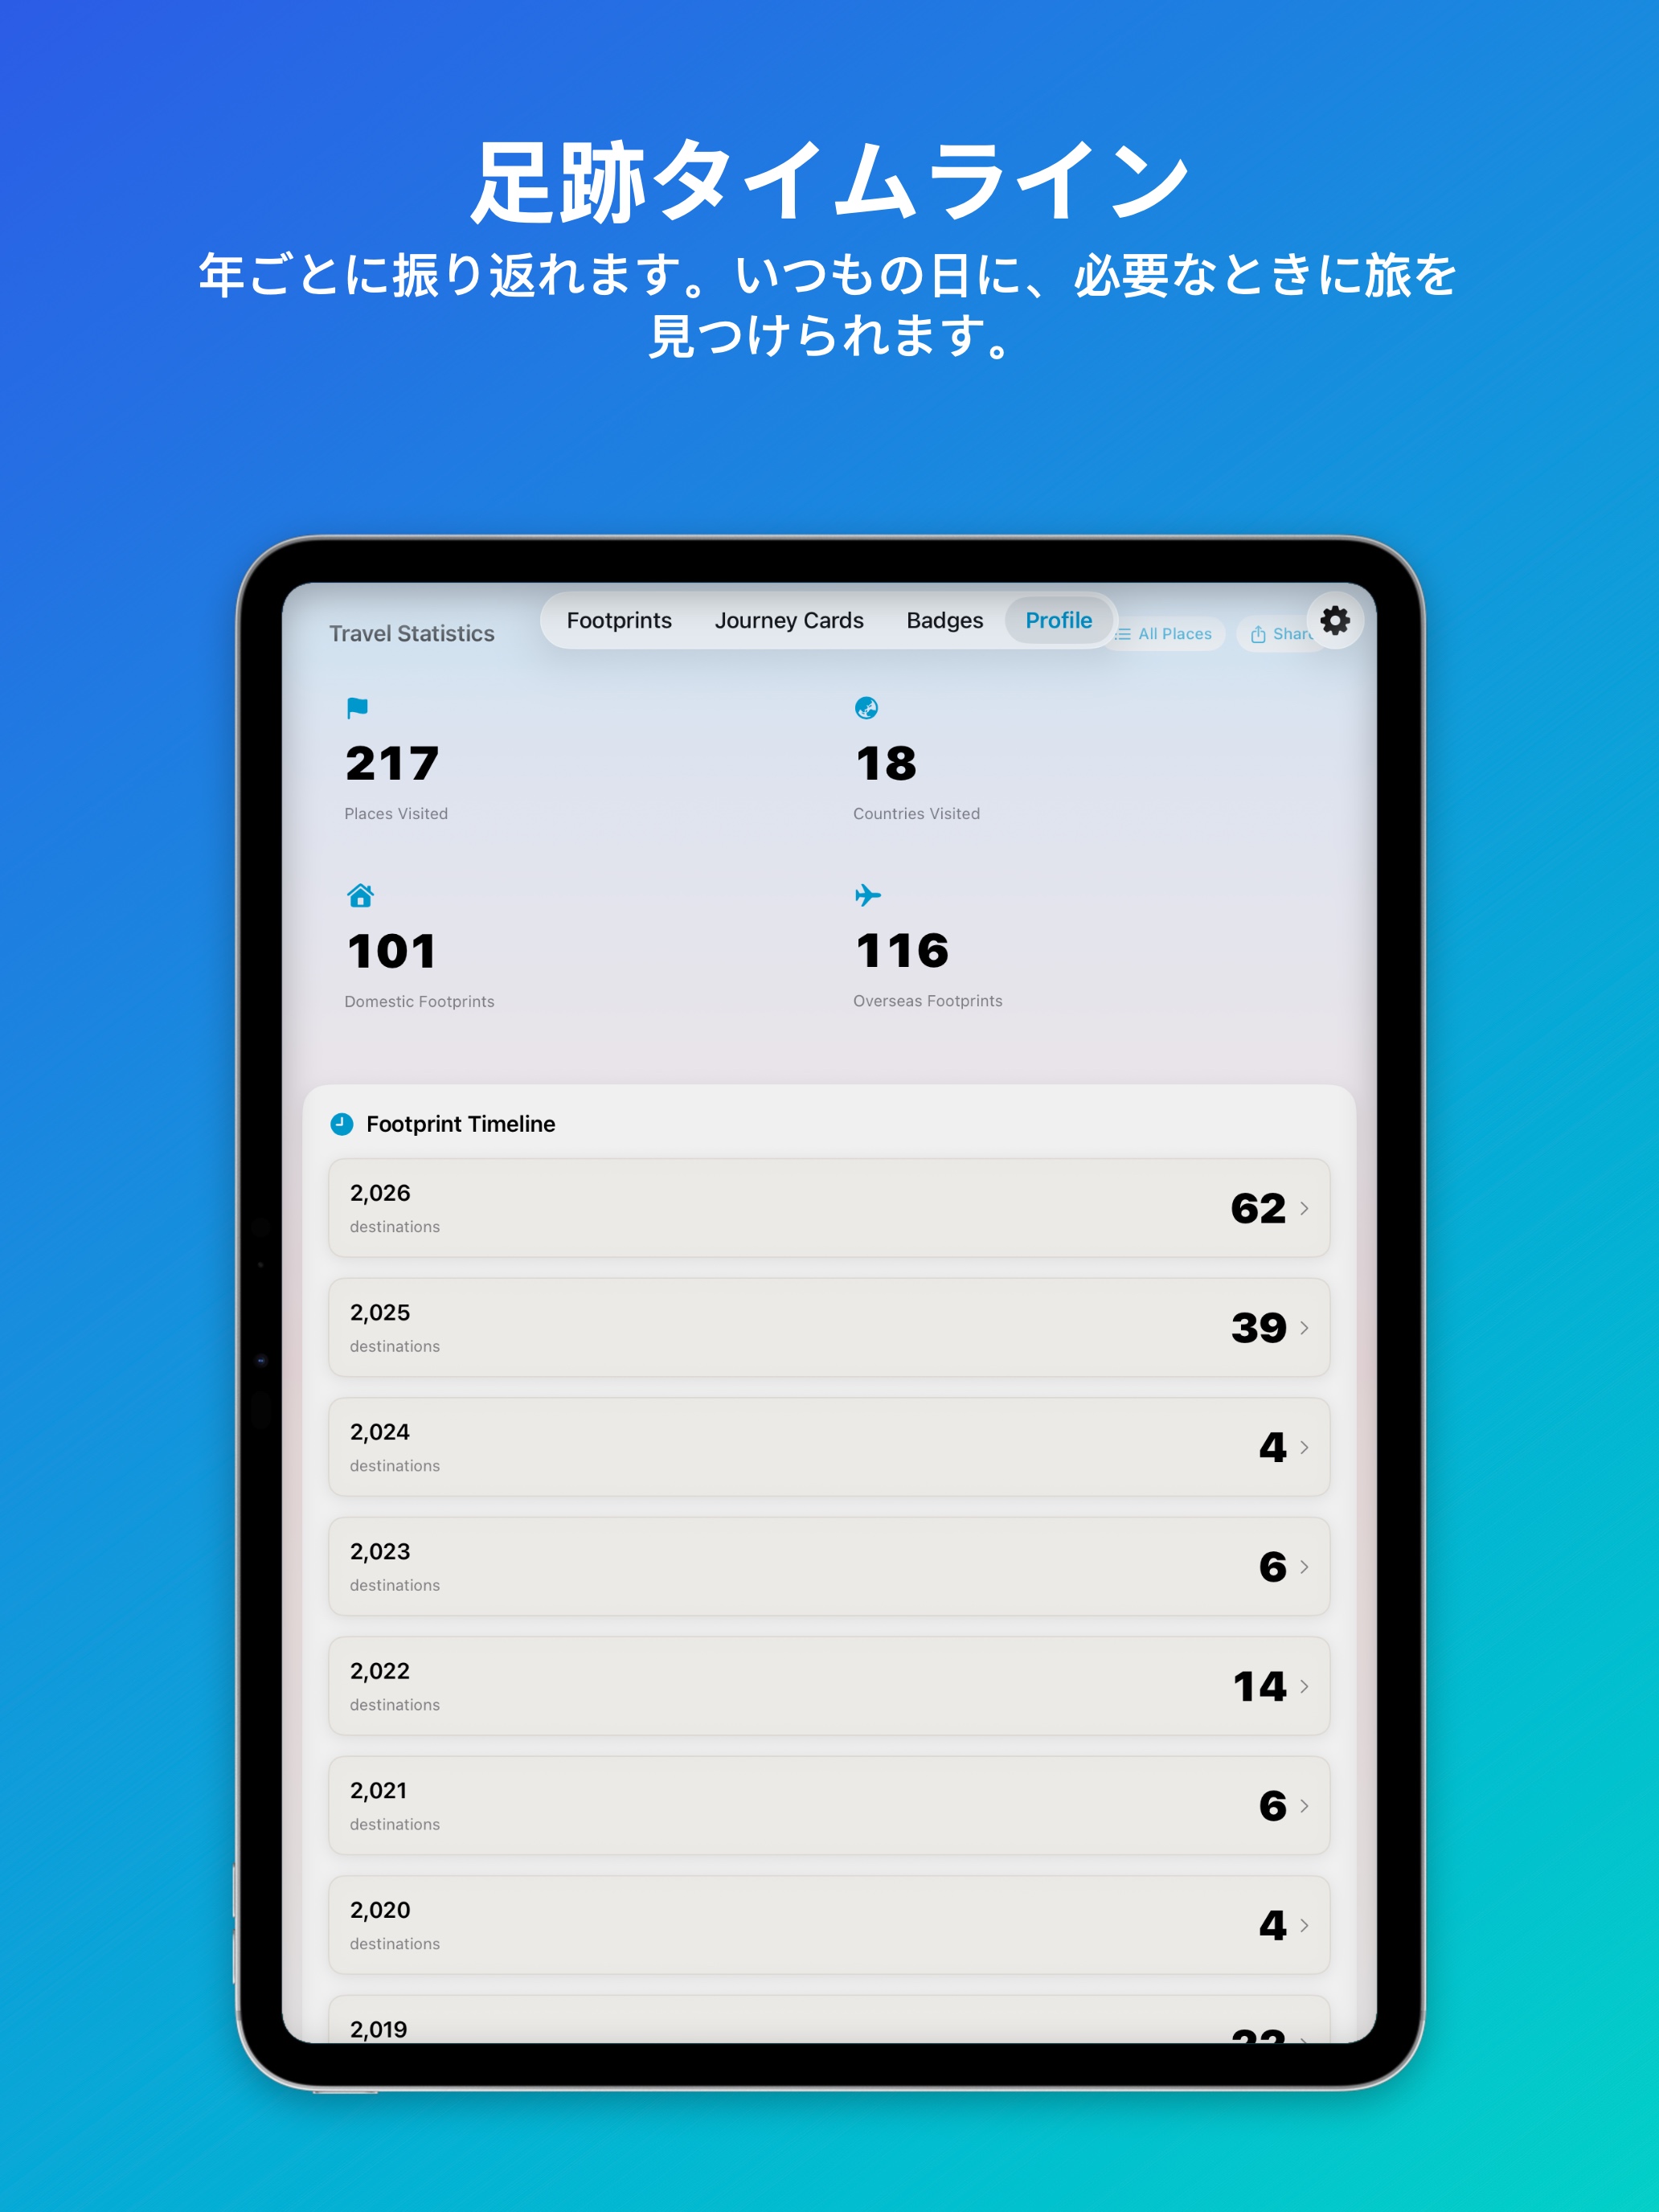 足跡タイムライン
年ごとに振り返れます。いつもの日に、必要なときに旅を
見つけられます。
Travel Statistics
Footprints Journey Cards Badges Profile
All Places
217
Places Visited
18
Countries Visited
101
Domestic Footprints
116
Overseas Footprints
Footprint Timeline
2,026
destinations
62
2,025
destinations
39
2,024
destinations
4
2,023
destinations
6
2,022
destinations
14
2,021
destinations
6
2,020
destinations
4
2,019